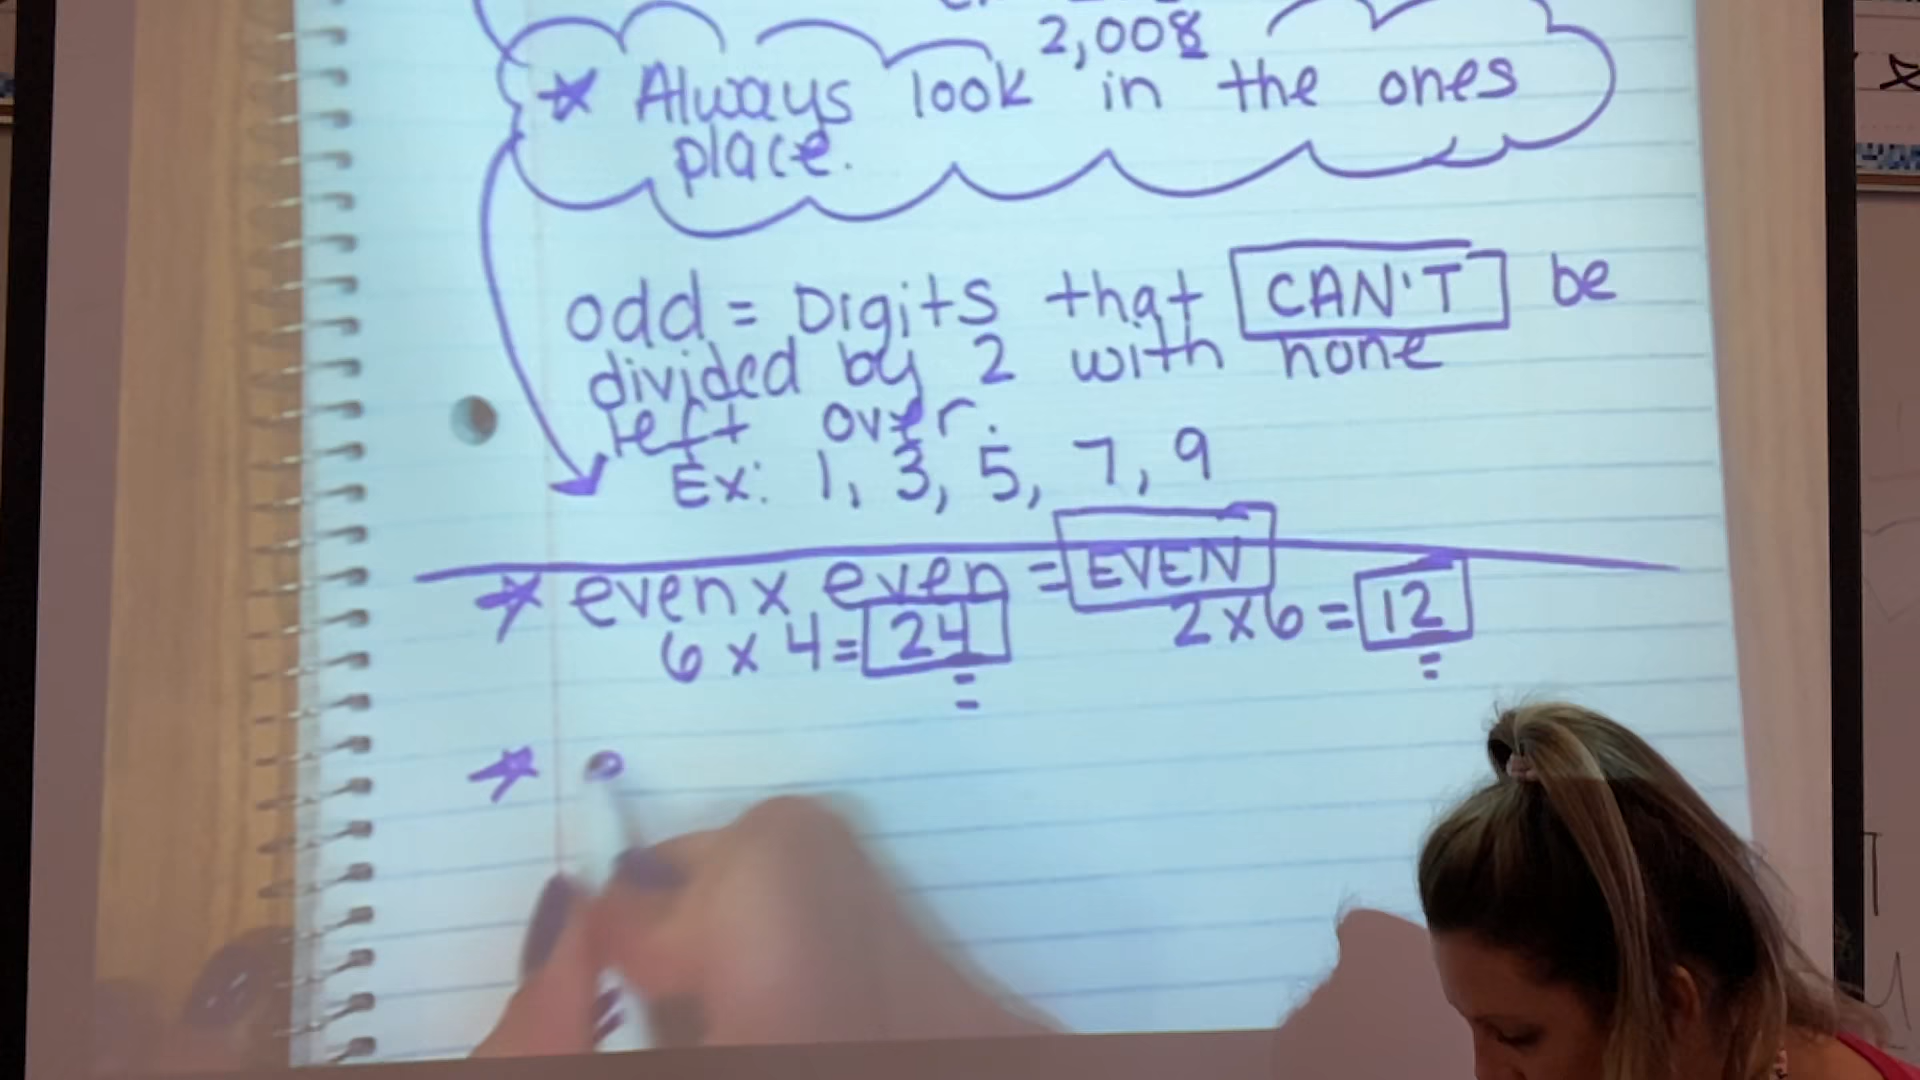 2,008
★ Always look in the ones
place.
odd = Digits that CAN'T be
divided by 2 with none
left over.
Ex: 1, 3, 5, 7, 9
★ even x even = EVEN
6 x 4 = 24 2 x 6 = 12
★